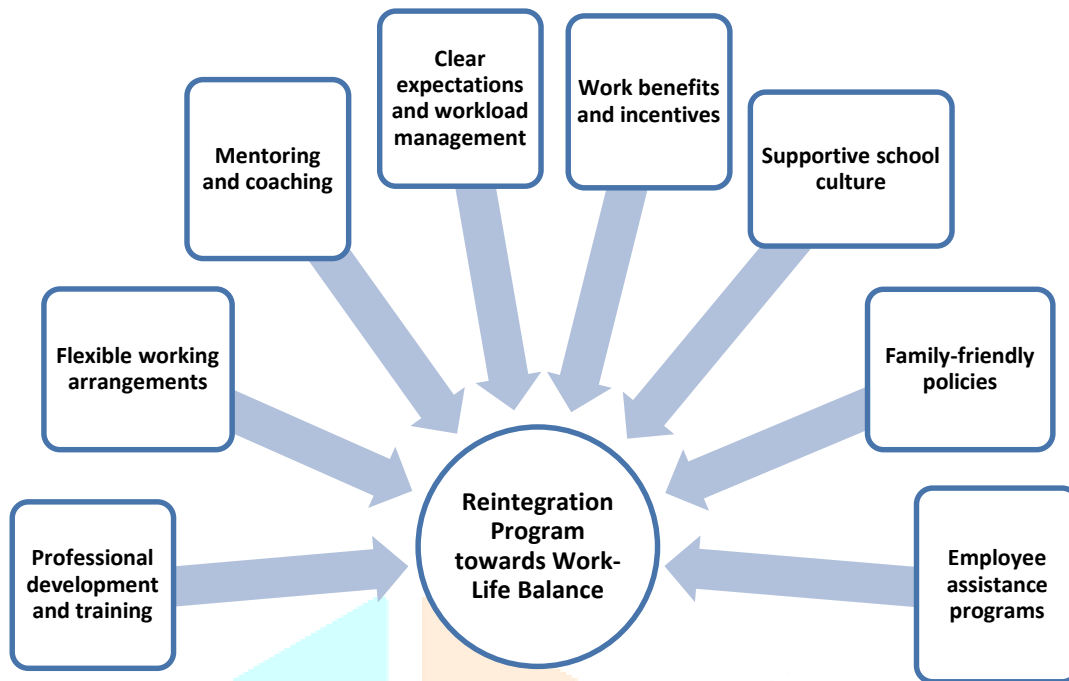 Clear
expectations
and workload
management
Work benefits
and incentives
Mentoring
and coaching
Supportive school
culture
Flexible working
arrangements
Family-friendly
policies
Professional
development
and training
Reintegration
Program
towards Work-
Life Balance
Employee
assistance
programs